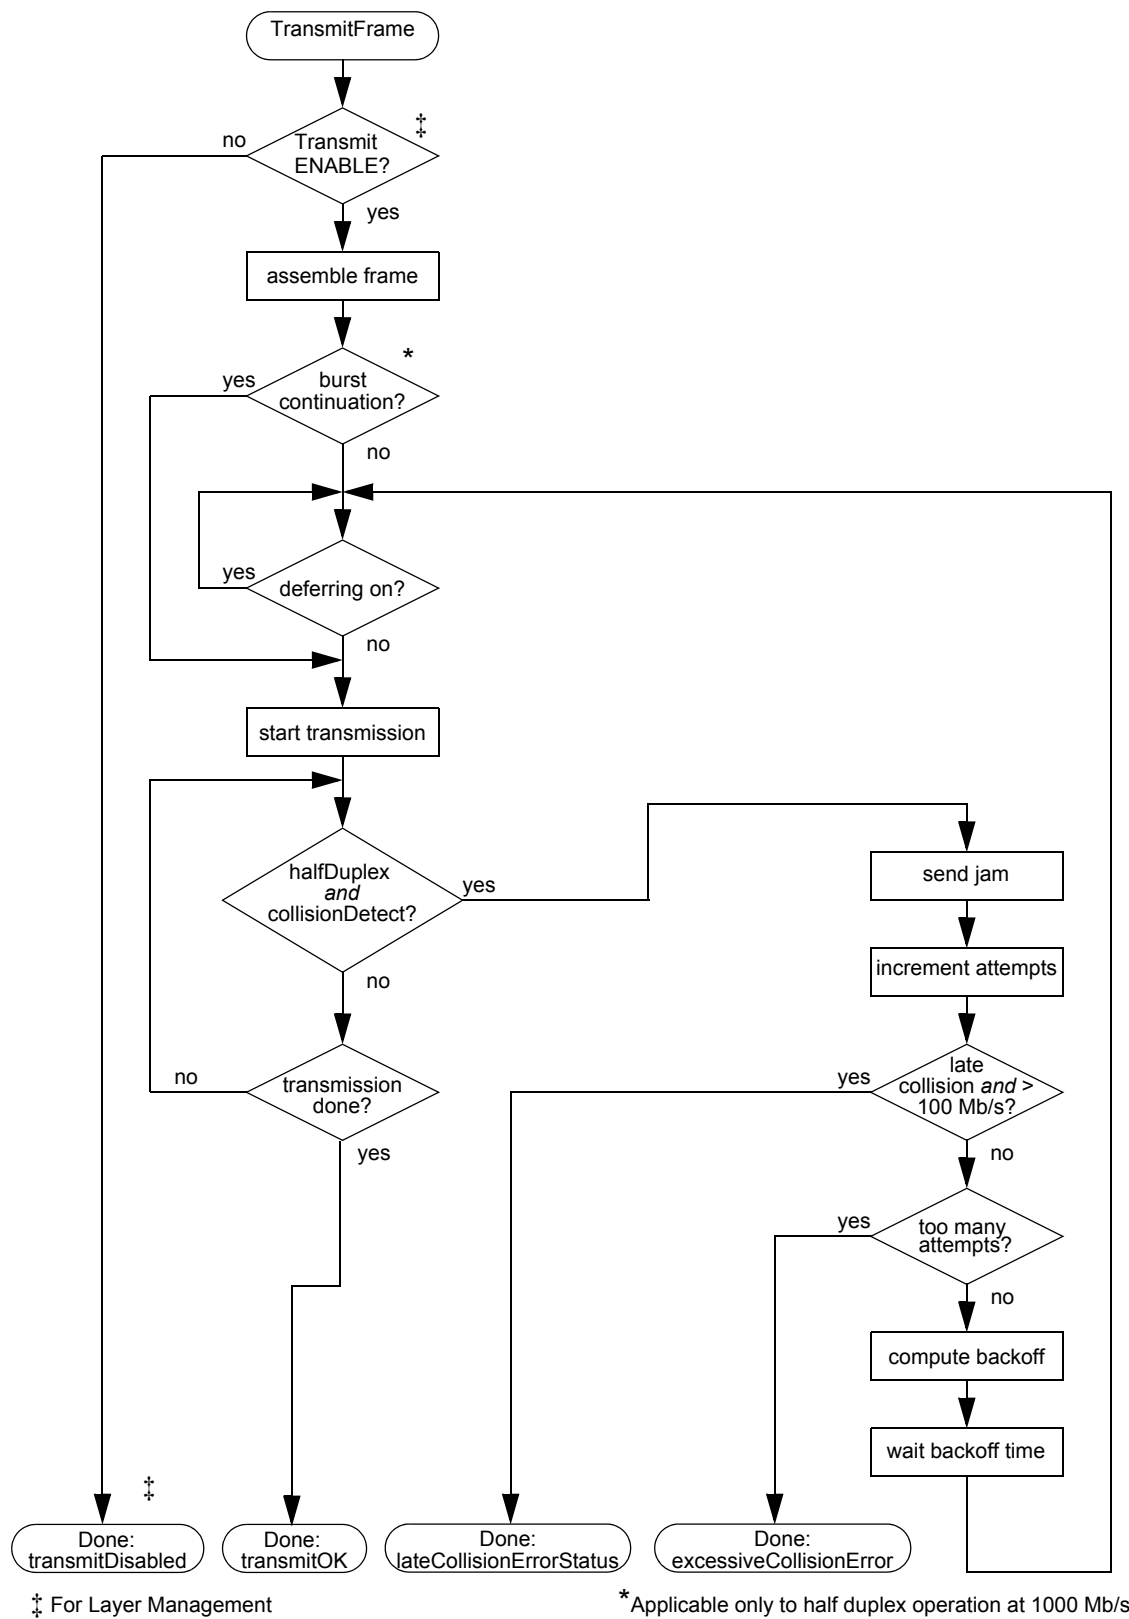 TransmitFrame
‡
no
Transmit
ENABLE?
yes
assemble frame
*
yes
burst
continuation?
no
yes
deferring on?
no
start transmission
halfDuplex
and
collisionDetect?
yes
send jam
increment attempts
no
no
transmission
done?
yes
late
collision and >
100 Mb/s?
yes
no
yes
too many
attempts?
no
compute backoff
wait backoff time
‡
Done:
transmitDisabled
Done:
transmitOK
Done:
lateCollisionErrorStatus
Done:
excessiveCollisionError
‡ For Layer Management
*Applicable only to half duplex operation at 1000 Mb/s